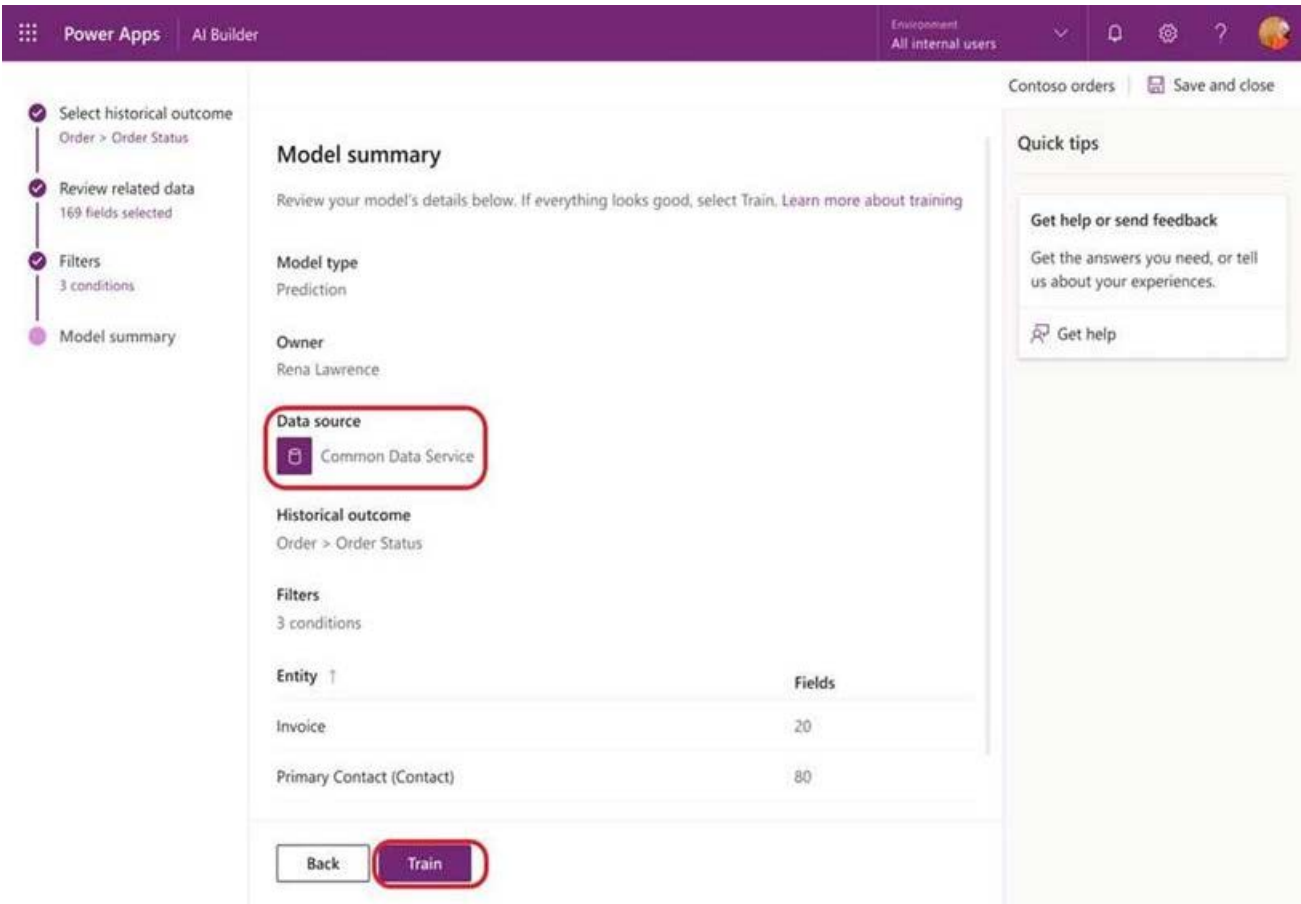 Power Apps AI Builder
Environment
All internal users
?
Contoso orders Save and close
Select historical outcome
Order > Order Status
Review related data
169 fields selected
Filters
3 conditions
Model summary
Model summary
Review your model's details below. If everything looks good, select Train. Learn more about training
Model type
Prediction
Owner
Rena Lawrence
Data source
Common Data Service
Historical outcome
Order > Order Status
Filters
3 conditions
Entity ↑ Fields
Invoice 20
Primary Contact (Contact) 80
Back Train
Quick tips
Get help or send feedback
Get the answers you need, or tell
us about your experiences.
Get help